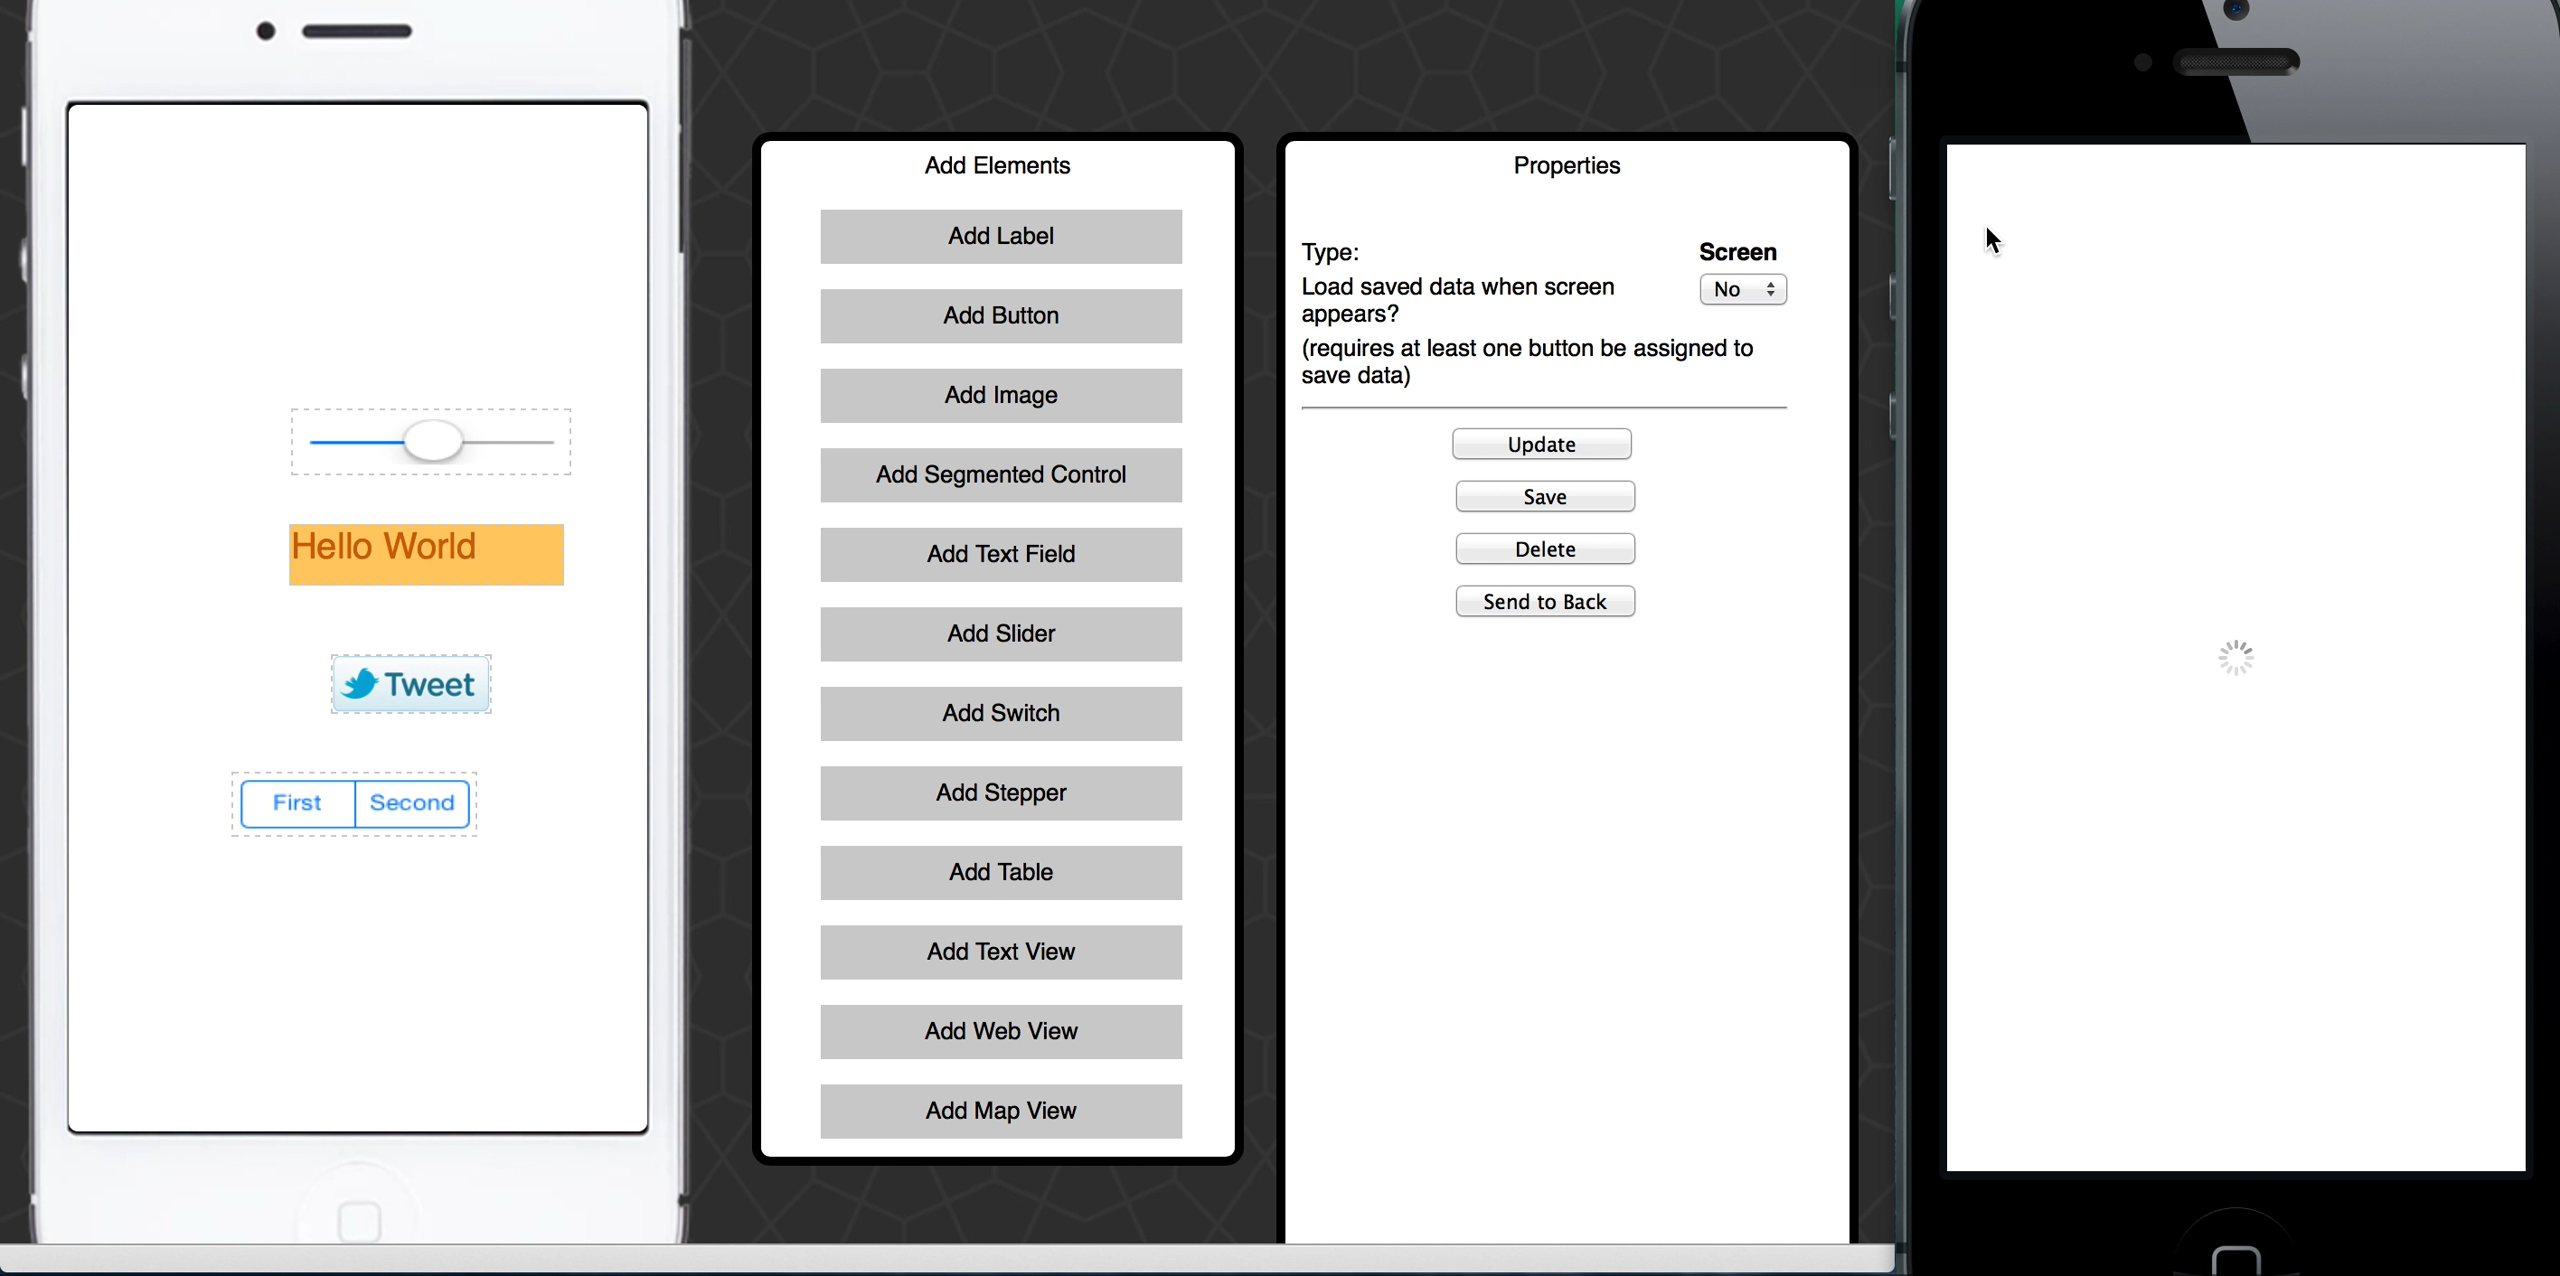 Hello World
Tweet
First Second
Add Elements
Add Label
Add Button
Add Image
Add Segmented Control
Add Text Field
Add Slider
Add Switch
Add Stepper
Add Table
Add Text View
Add Web View
Add Map View
Properties
Type: Screen
Load saved data when screen No
appears?
(requires at least one button be assigned to
save data)
Update
Save
Delete
Send to Back